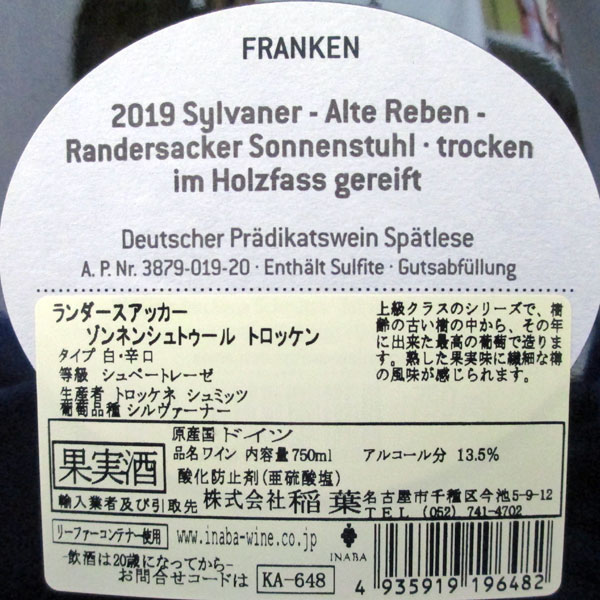 FRANKEN
2019 Sylvaner - Alte Reben -
Randersacker Sonnenstuhl · trocken
im Holzfass gereift
Deutscher Prädikatswein Spätlese
A. P. Nr. 3879-019-20 · Enthält Sulfite · Gutsabfüllung
ランダースアッカー
ゾンネンシュトゥール トロッケン
タイプ 白・辛口
等級 シュペートレーゼ
生産者 トロッケネ シュミッツ
葡萄品種 シルヴァーナー
上級クラスのシリーズで、樹
齢の古い樹の中から、その年
に出来た最高の葡萄で造りま
す。熟した果実味に繊細な樽
の風味が感じられます。
果実酒
原産国 ドイツ
品名 ワイン 内容量 750ml アルコール分 13.5%
酸化防止剤(亜硫酸塩)
輸入業者及び引取先 株式会社 稲葉 名古屋市千種区今池5-9-12
TEL (052) 741-4702
リーファーコンテナー使用 www.inaba-wine.co.jp INABA
-飲酒は20歳になってから-
お問合せコードは KA-648
4 935919 196482